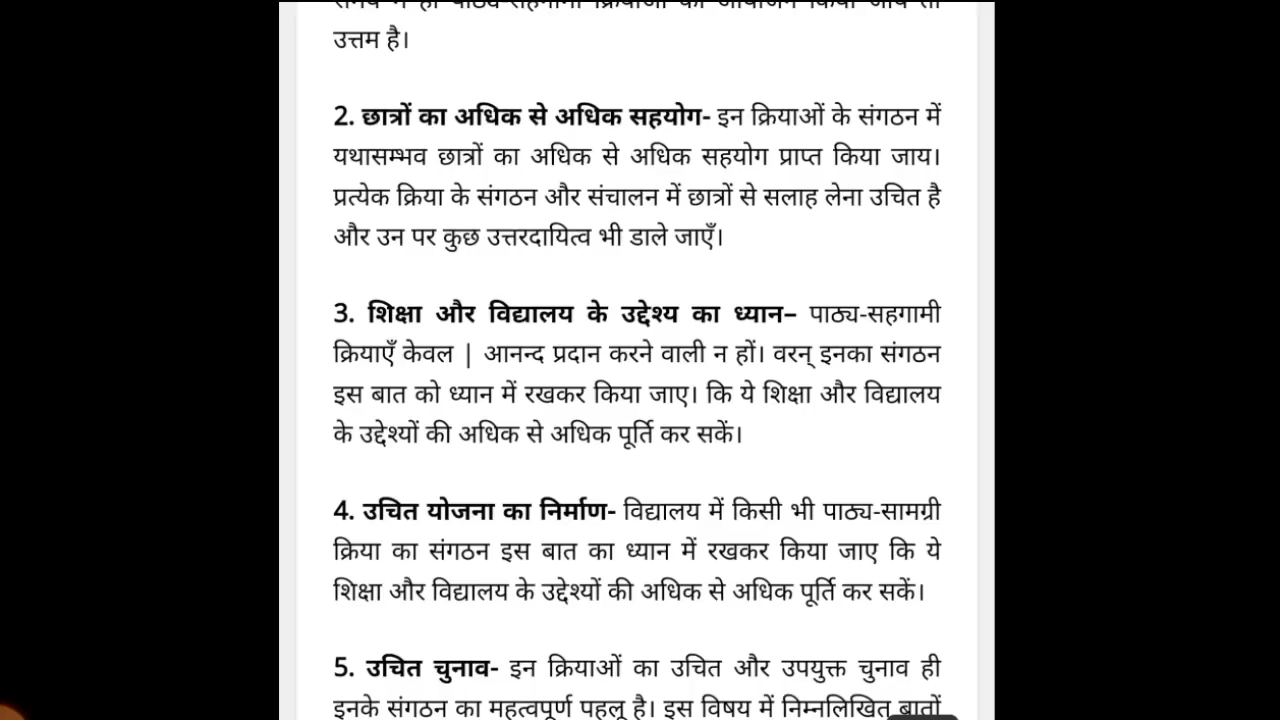 उत्तम है।
2. छात्रों का अधिक से अधिक सहयोग- इन क्रियाओं के संगठन में
यथासम्भव छात्रों का अधिक से अधिक सहयोग प्राप्त किया जाय।
प्रत्येक क्रिया के संगठन और संचालन में छात्रों से सलाह लेना उचित है
और उन पर कुछ उत्तरदायित्व भी डाले जाएँ।
3. शिक्षा और विद्यालय के उद्देश्य का ध्यान– पाठ्य-सहगामी
क्रियाएँ केवल | आनन्द प्रदान करने वाली न हों। वरन् इनका संगठन
इस बात को ध्यान में रखकर किया जाए। कि ये शिक्षा और विद्यालय
के उद्देश्यों की अधिक से अधिक पूर्ति कर सकें।
4. उचित योजना का निर्माण- विद्यालय में किसी भी पाठ्य-सामग्री
क्रिया का संगठन इस बात का ध्यान में रखकर किया जाए कि ये
शिक्षा और विद्यालय के उद्देश्यों की अधिक से अधिक पूर्ति कर सकें।
5. उचित चुनाव- इन क्रियाओं का उचित और उपयुक्त चुनाव ही
इनके संगठन का महत्वपूर्ण पहलू है। इस विषय में निम्नलिखित बातों